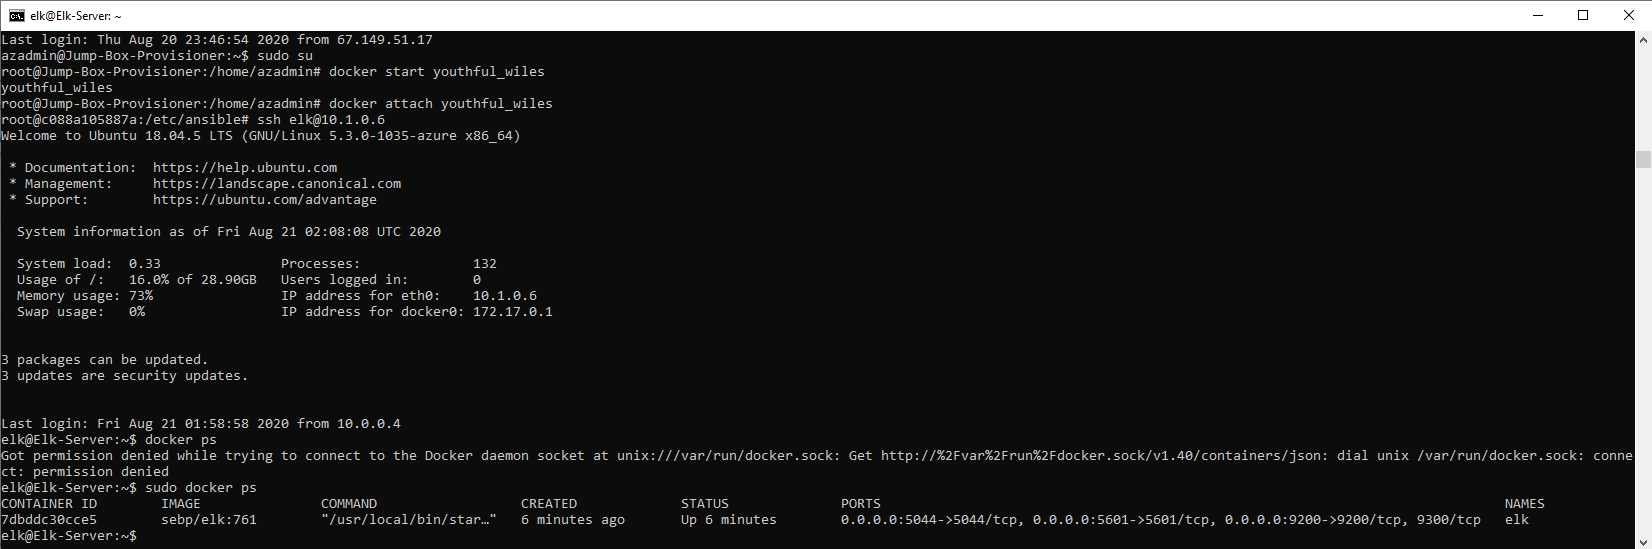 elk@Elk-Server: ~
Last login: Thu Aug 20 23:46:54 2020 from 67.149.51.17
azadmin@Jump-Box-Provisioner:~$ sudo su
root@Jump-Box-Provisioner:/home/azadmin# docker start youthful_wiles
youthful_wiles
root@Jump-Box-Provisioner:/home/azadmin# docker attach youthful_wiles
root@c088a105887a:/etc/ansible# ssh elk@10.1.0.6
Welcome to Ubuntu 18.04.5 LTS (GNU/Linux 5.3.0-1035-azure x86_64)
* Documentation:  https://help.ubuntu.com
* Management:     https://landscape.canonical.com
* Support:        https://ubuntu.com/advantage
System information as of Fri Aug 21 02:08:08 UTC 2020
System load:  0.33               Processes:              132
Usage of /:   16.0% of 28.90GB   Users logged in:        0
Memory usage: 73%                IP address for eth0:    10.1.0.6
Swap usage:   0%                 IP address for docker0: 172.17.0.1
3 packages can be updated.
3 updates are security updates.
Last login: Fri Aug 21 01:58:58 2020 from 10.0.0.4
elk@Elk-Server:~$ docker ps
Got permission denied while trying to connect to the Docker daemon socket at unix:///var/run/docker.sock: Get http://%2Fvar%2Frun%2Fdocker.sock/v1.40/containers/json: dial unix /var/run/docker.sock: conne
ct: permission denied
elk@Elk-Server:~$ sudo docker ps
CONTAINER ID        IMAGE               COMMAND                  CREATED             STATUS              PORTS                                                                              NAMES
7dbddc30cce5        sebp/elk:761        "/usr/local/bin/star…"   6 minutes ago       Up 6 minutes        0.0.0.0:5044->5044/tcp, 0.0.0.0:5601->5601/tcp, 0.0.0.0:9200->9200/tcp, 9300/tcp   elk
elk@Elk-Server:~$